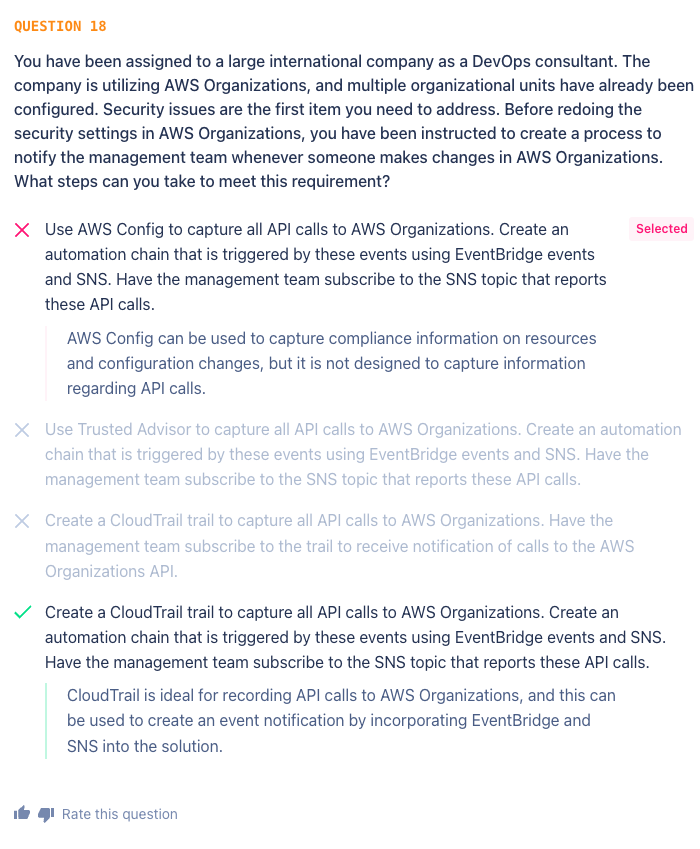 QUESTION 18
You have been assigned to a large international company as a DevOps consultant. The
company is utilizing AWS Organizations, and multiple organizational units have already been
configured. Security issues are the first item you need to address. Before redoing the
security settings in AWS Organizations, you have been instructed to create a process to
notify the management team whenever someone makes changes in AWS Organizations.
What steps can you take to meet this requirement?
Use AWS Config to capture all API calls to AWS Organizations. Create an
Selected
automation chain that is triggered by these events using EventBridge events
and SNS. Have the management team subscribe to the SNS topic that reports
these API calls.
AWS Config can be used to capture compliance information on resources
and configuration changes, but it is not designed to capture information
regarding API calls.
Use Trusted Advisor to capture all API calls to AWS Organizations. Create an automation
chain that is triggered by these events using EventBridge events and SNS. Have the
management team subscribe to the SNS topic that reports these API calls.
Create a CloudTrail trail to capture all API calls to AWS Organizations. Have the
management team subscribe to the trail to receive notification of calls to the AWS
Organizations API.
Create a CloudTrail trail to capture all API calls to AWS Organizations. Create an
automation chain that is triggered by these events using EventBridge events and SNS.
Have the management team subscribe to the SNS topic that reports these API calls.
CloudTrail is ideal for recording API calls to AWS Organizations, and this can
be used to create an event notification by incorporating EventBridge and
SNS into the solution.
Rate this question